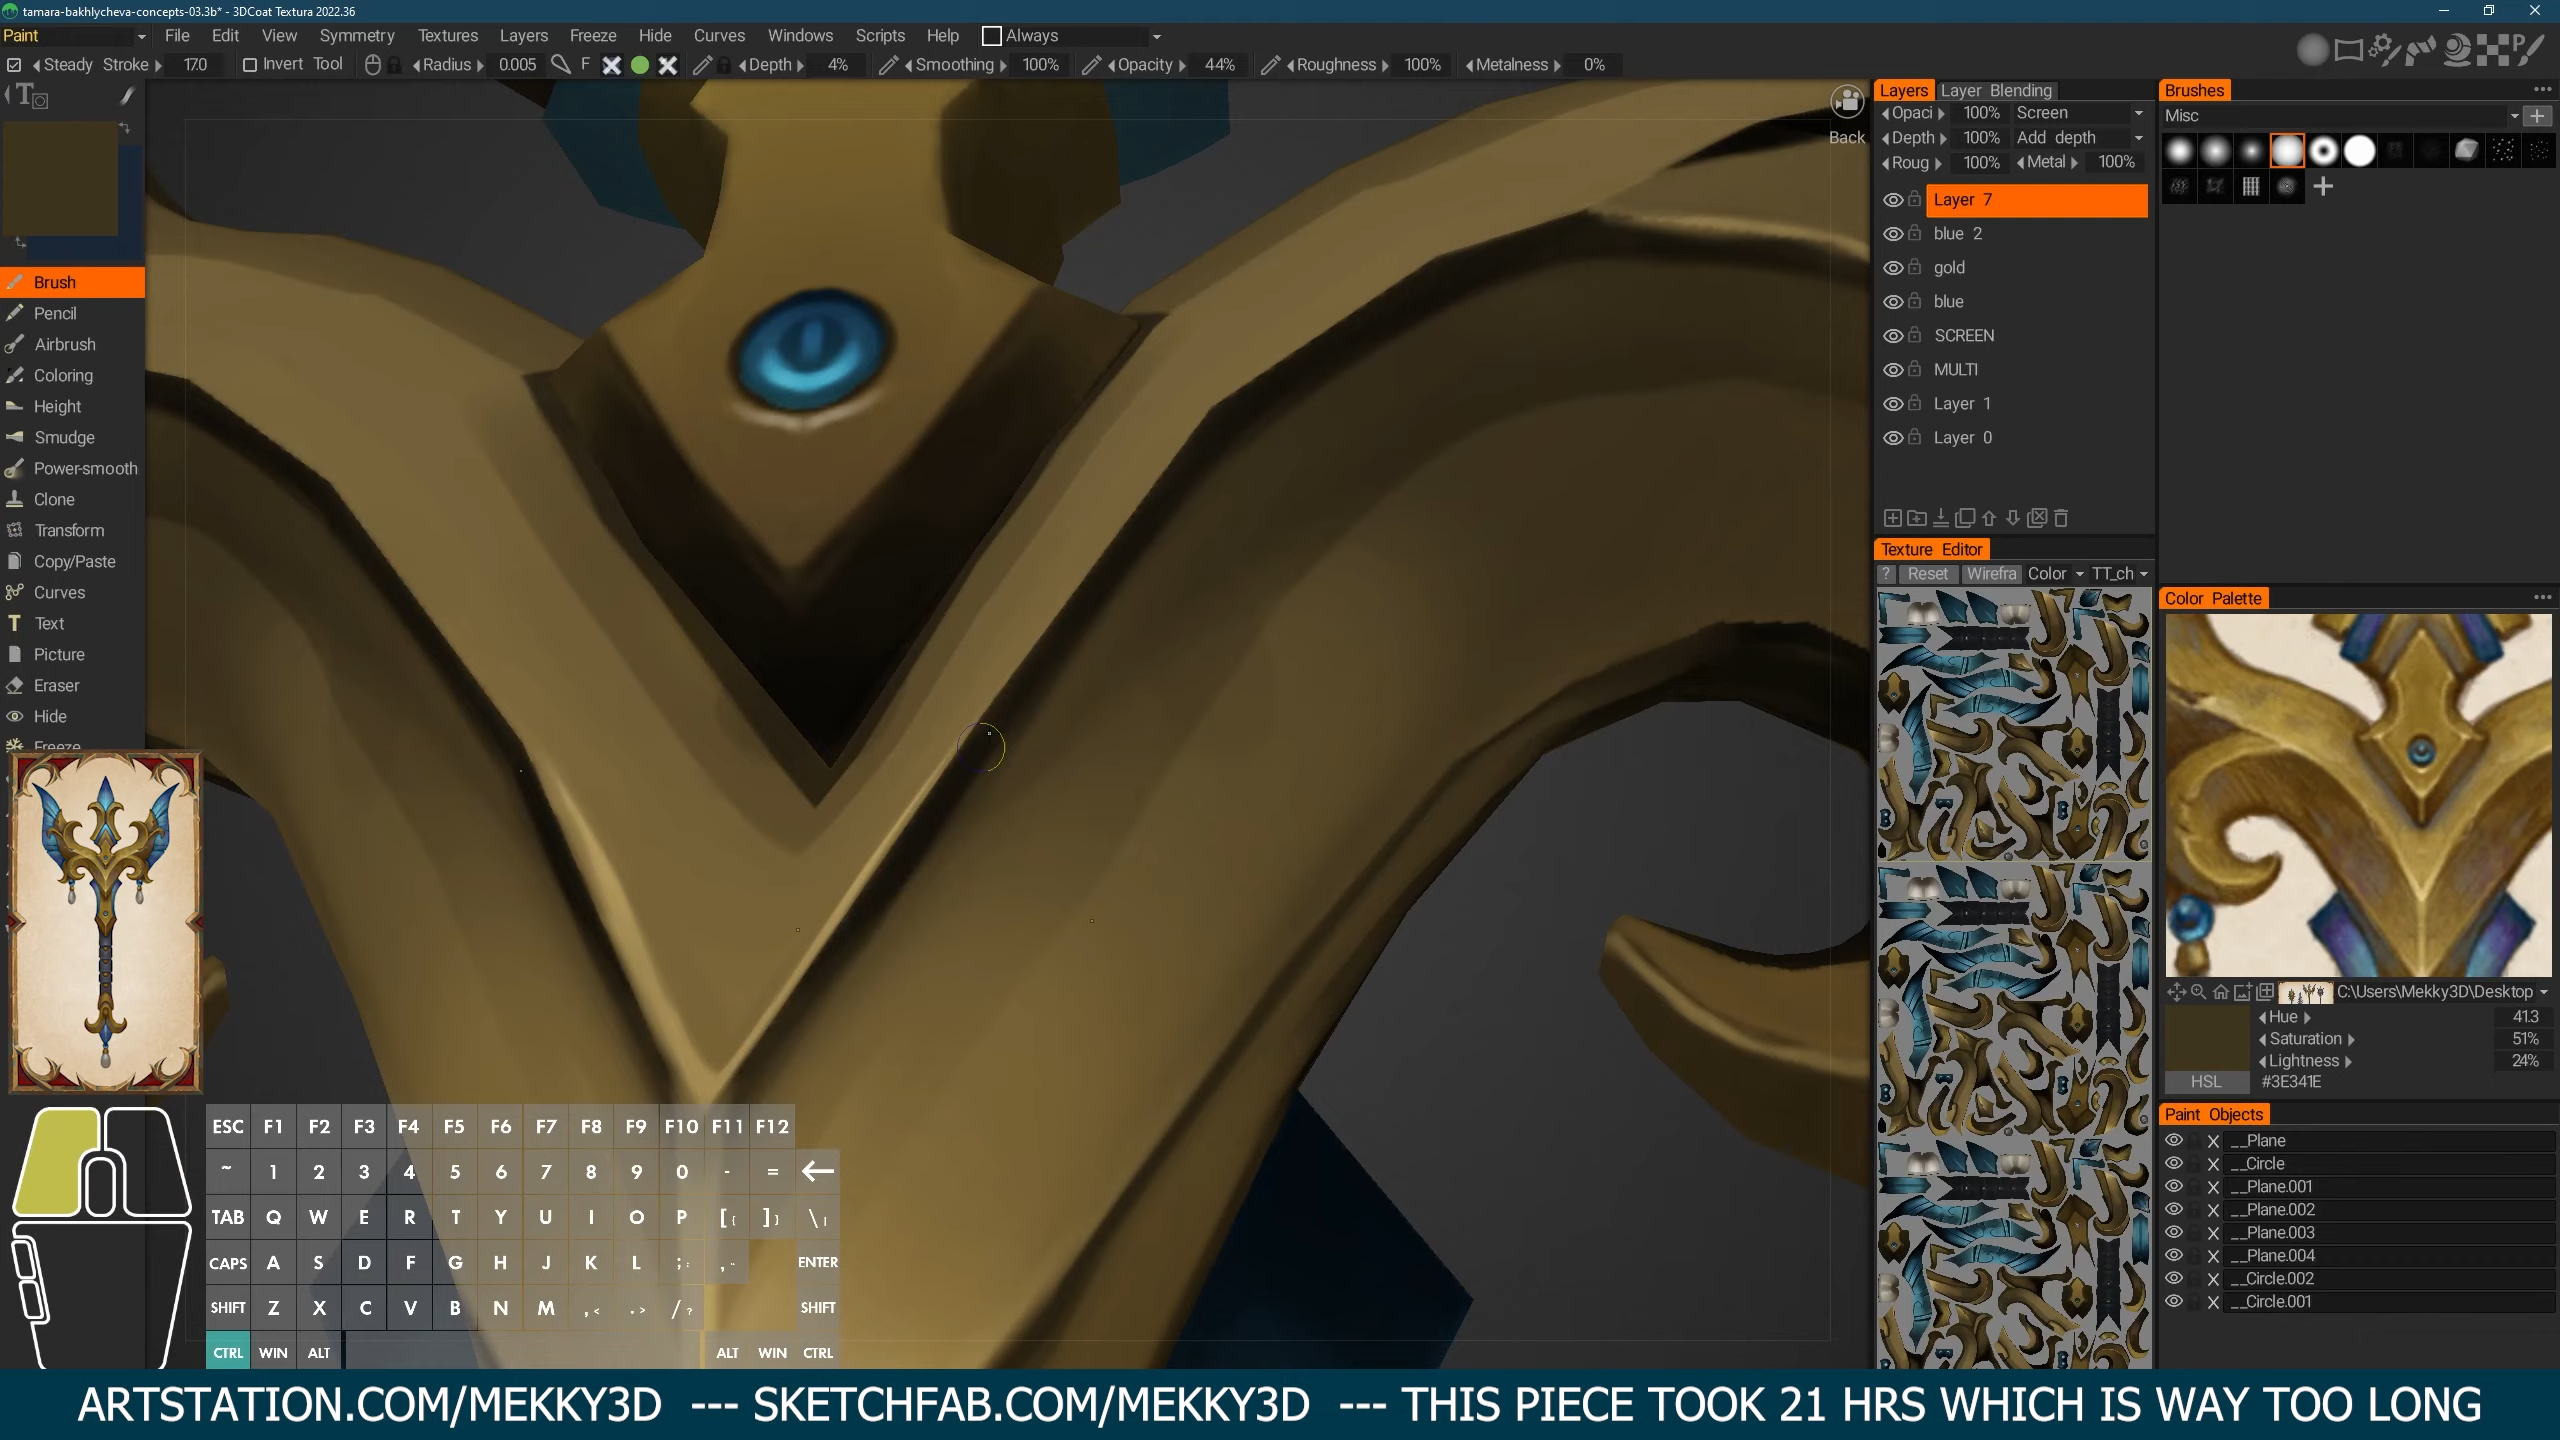 tamara-bakhlycheva-concepts-03.3b* - 3DCoat Textura 2022.36
Paint File Edit View Symmetry Textures Layers Freeze Hide Curves Windows Scripts Help Always
Steady Stroke 17.0 Invert Tool Radius 0.005 F Depth 4% Smoothing 100% Opacity 44% Roughness 100% Metalness 0%
Brush
Pencil
Airbrush
Coloring
Height
Smudge
Power-smooth
Clone
Transform
Copy/Paste
Curves
Text
Picture
Eraser
Hide
Freeze
Back
Layers Layer Blending
Opaci 100% Screen
Depth 100% Add depth
Roug 100% Metal 100%
Layer 7
blue 2
gold
blue
SCREEN
MULTI
Layer 1
Layer 0
Texture Editor
? Reset Wirefra Color TT_ch
Brushes
Misc
Color Palette
C:\Users\Mekky3D\Desktop
Hue 41.3
Saturation 51%
Lightness 24%
HSL #3E341E
Paint Objects
X __Plane
X __Circle
X __Plane.001
X __Plane.002
X __Plane.003
X __Plane.004
X __Circle.002
X __Circle.001
ESC F1 F2 F3 F4 F5 F6 F7 F8 F9 F10 F11 F12
~ 1 2 3 4 5 6 7 8 9 0 - =
TAB Q W E R T Y U I O P [{ ]} \|
CAPS A S D F G H J K L ;: ," ENTER
SHIFT Z X C V B N M ,< .> /? SHIFT
CTRL WIN ALT ALT WIN CTRL
ARTSTATION.COM/MEKKY3D --- SKETCHFAB.COM/MEKKY3D --- THIS PIECE TOOK 21 HRS WHICH IS WAY TOO LONG